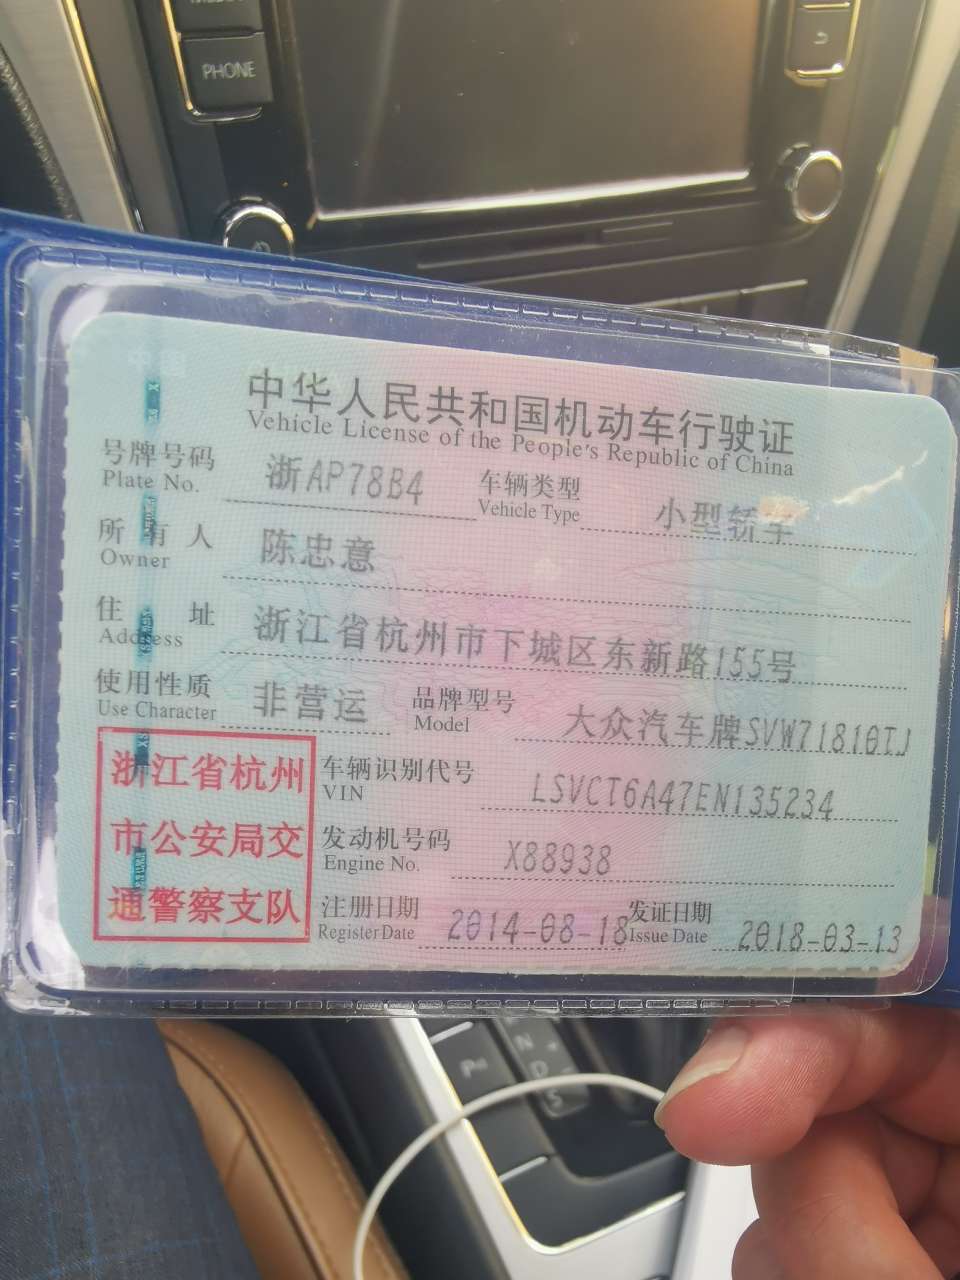 PHONE
中华人民共和国机动车行驶证
Vehicle License of the People's Republic of China
号牌号码 浙AP78B4 车辆类型 小型轿车
Plate No. Vehicle Type
所有人 陈忠意
Owner
住址 浙江省杭州市下城区东新路155号
Address
使用性质 非营运 品牌型号 大众汽车牌SVW71810TJ
Use Character Model
浙江省杭州
市公安局交
通警察支队
车辆识别代号 LSVCT6A47EN135234
VIN
发动机号码 X88938
Engine No.
注册日期 2014-08-18 发证日期 2018-03-13
Register Date Issue Date
P
N +
D -
S